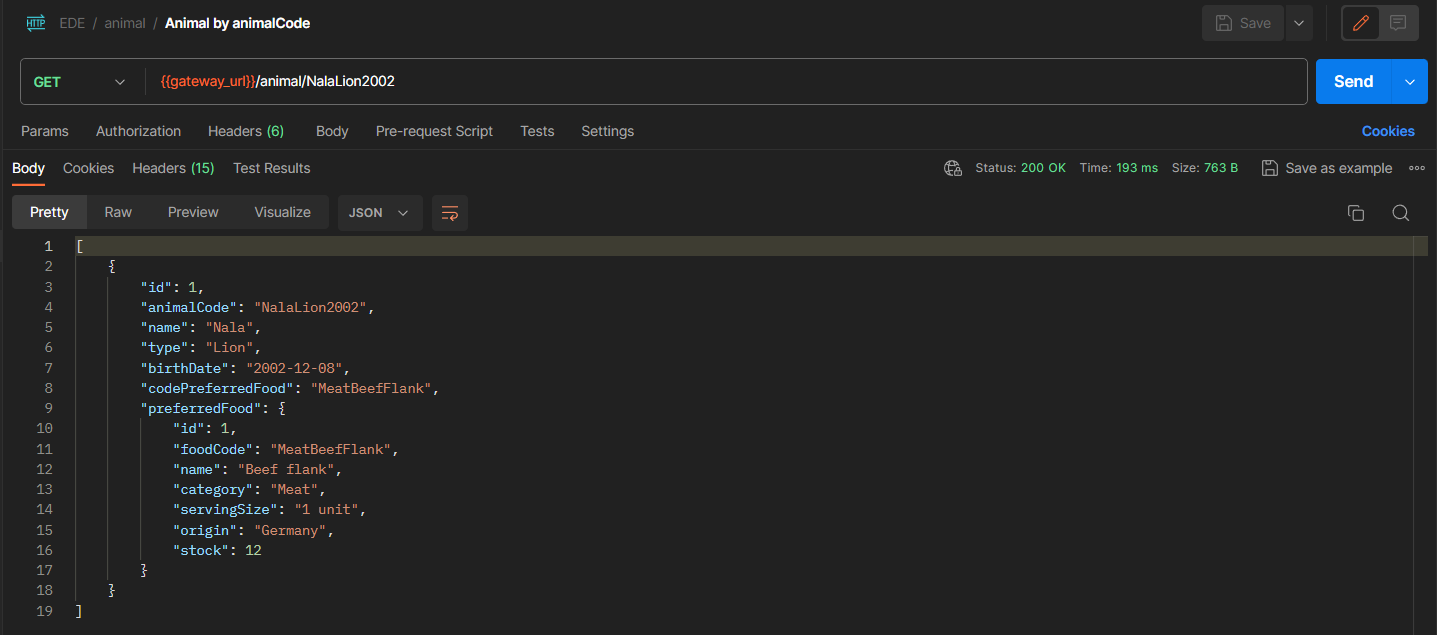 HTTP EDE / animal / Animal by animalCode Save
GET {{gateway_url}}/animal/NalaLion2002 Send
Params Authorization Headers (6) Body Pre-request Script Tests Settings Cookies
Body Cookies Headers (15) Test Results Status: 200 OK Time: 193 ms Size: 763 B Save as example
Pretty Raw Preview Visualize JSON
1 [
2 {
3 "id": 1,
4 "animalCode": "NalaLion2002",
5 "name": "Nala",
6 "type": "Lion",
7 "birthDate": "2002-12-08",
8 "codePreferredFood": "MeatBeefFlank",
9 "preferredFood": {
10 "id": 1,
11 "foodCode": "MeatBeefFlank",
12 "name": "Beef flank",
13 "category": "Meat",
14 "servingSize": "1 unit",
15 "origin": "Germany",
16 "stock": 12
17 }
18 }
19 ]